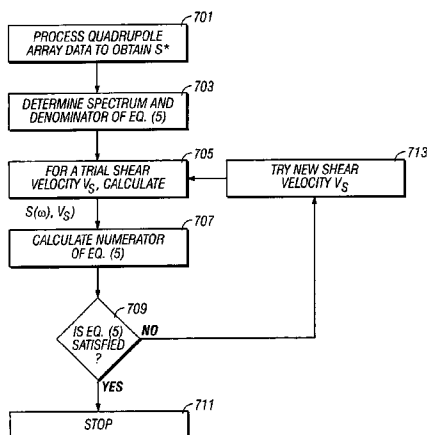 701
PROCESS QUADRUPOLE
ARRAY DATA TO OBTAIN S*
703
DETERMINE SPECTRUM AND
DENOMINATOR OF EQ. (5)
705
FOR A TRIAL SHEAR
VELOCITY VS, CALCULATE
713
TRY NEW SHEAR
VELOCITY VS
S(ω), VS)
707
CALCULATE NUMERATOR
OF EQ. (5)
709
IS EQ. (5)
SATISFIED
?
NO
YES
711
STOP